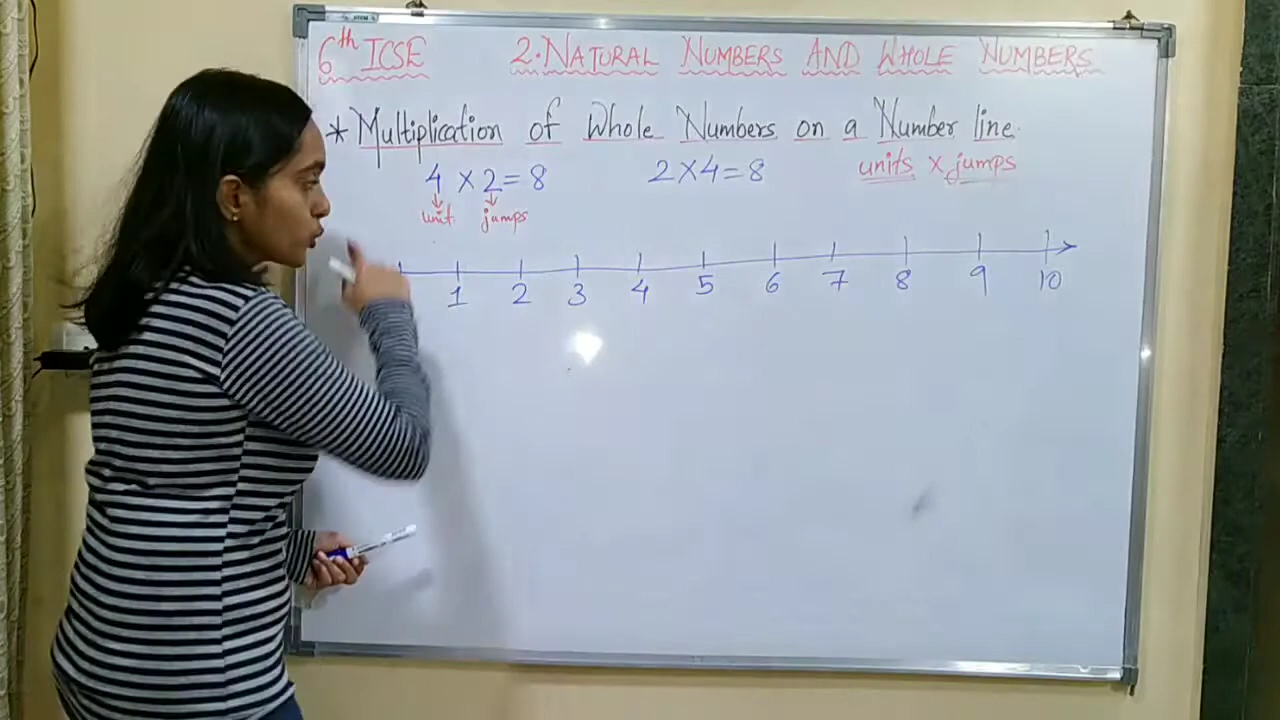 6th ICSE 2. NATURAL NUMBERS AND WHOLE NUMBERS
* Multiplication of Whole Numbers on a Number line.
4 × 2 = 8 2 × 4 = 8 units × jumps
unit jumps
1 2 3 4 5 6 7 8 9 10